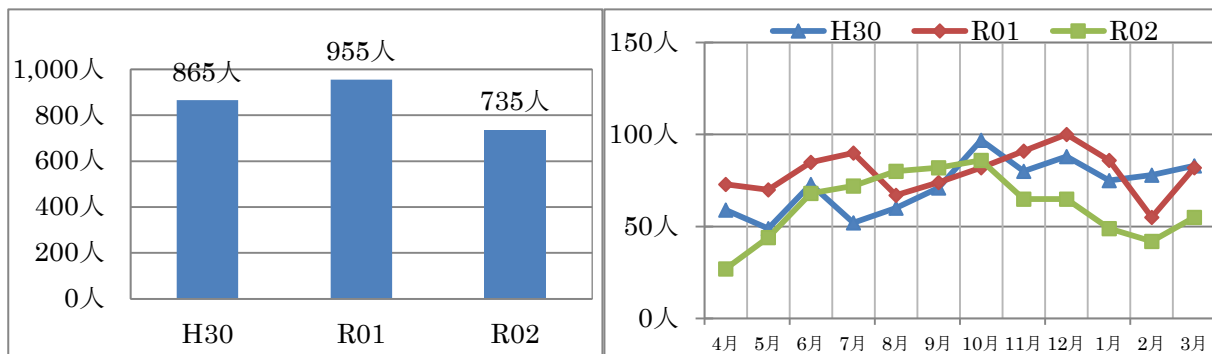 1,000人
800人
600人
400人
200人
0人
865人
955人
735人
H30 R01 R02
H30 R01 R02
150人
100人
50人
0人
4月 5月 6月 7月 8月 9月 10月 11月 12月 1月 2月 3月